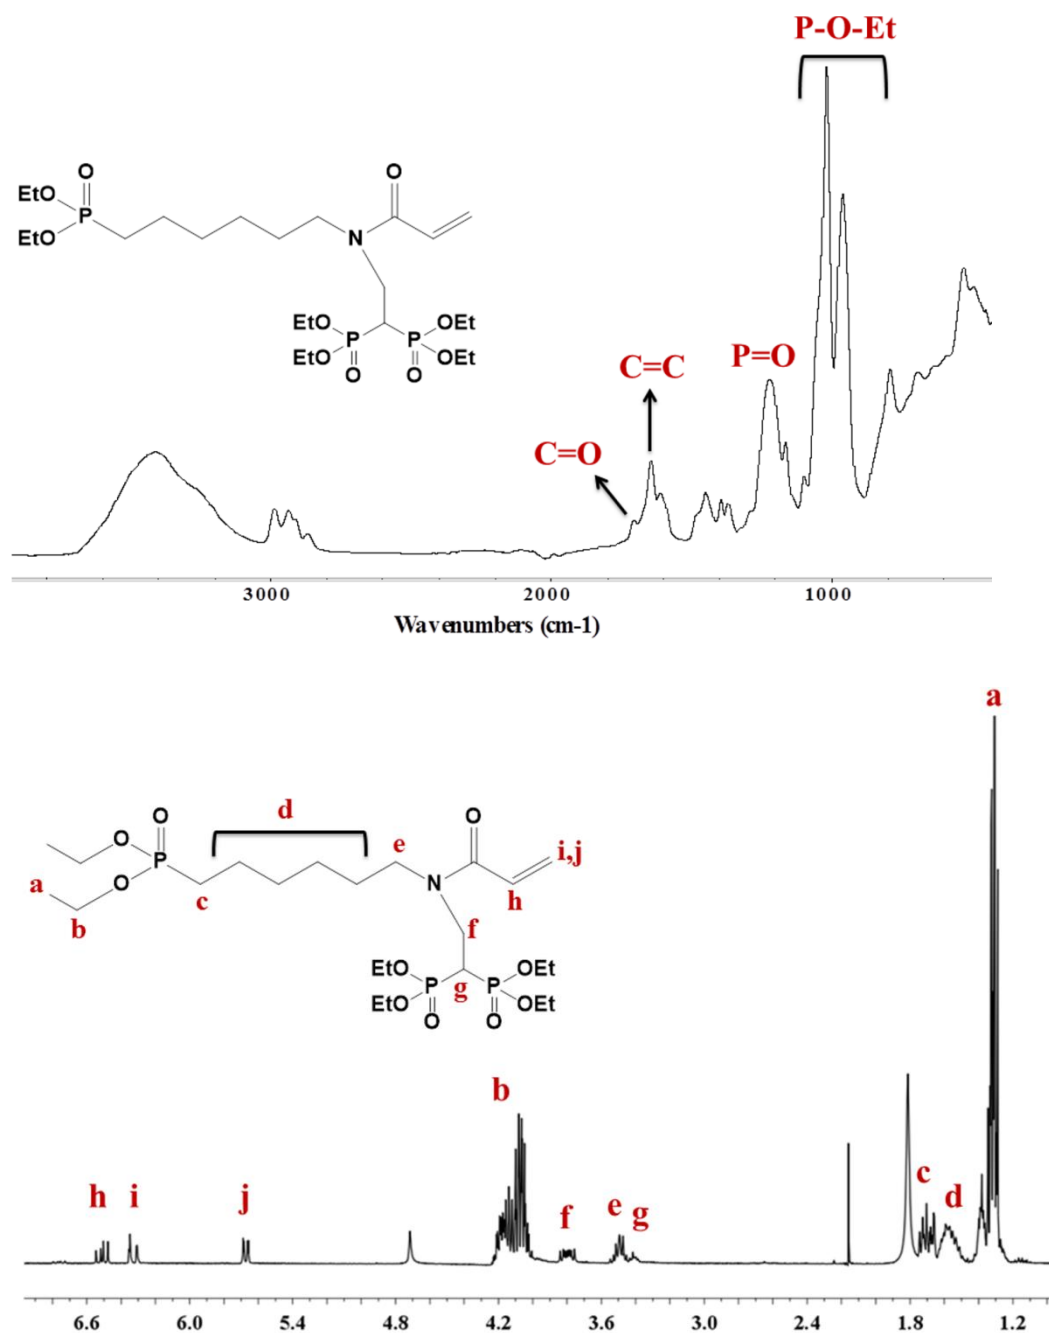 P-O-Et
O
EtO
P
EtO
O
N
EtO
OEt
EtO
P
P
OEt
O
O
C=C
P=O
C=O
3000
2000
1000
Wavenumbers (cm-1)
a
d
O
O
P
O
a
b
c
e
O
N
i,j
h
f
EtO
OEt
EtO
P
P
OEt
g
O
O
b
h
i
j
f
e
g
c
d
6.6
6.0
5.4
4.8
4.2
3.6
3.0
2.4
1.8
1.2